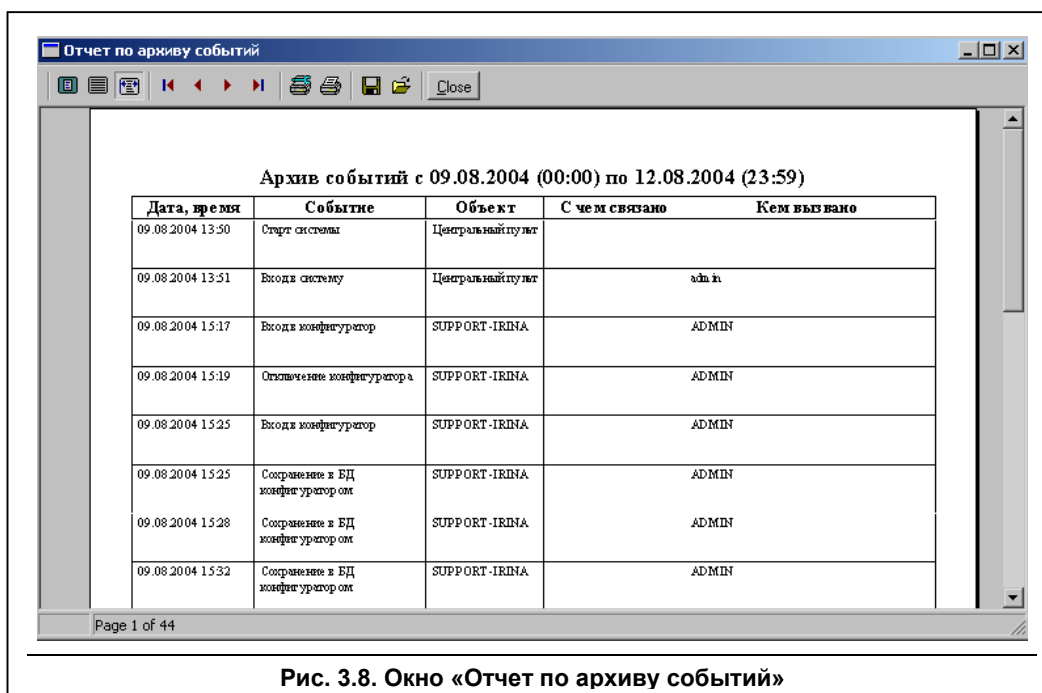 Отчет по архиву событий
Close
Архив событий с 09.08.2004 (00:00) по 12.08.2004 (23:59)
Дата, время Событие Объект С чем связано Кем вызвано
09.08.2004 13:50 Старт системы Центральный пульт
09.08.2004 13:51 Вход в систему Центральный пульт admin
09.08.2004 15:17 Вход в конфигуратор SUPPORT-IRINA ADMIN
09.08.2004 15:19 Отключение конфигуратора SUPPORT-IRINA ADMIN
09.08.2004 15:25 Вход в конфигуратор SUPPORT-IRINA ADMIN
09.08.2004 15:25 Сохранение в БД SUPPORT-IRINA ADMIN
конфигуратором
09.08.2004 15:28 Сохранение в БД SUPPORT-IRINA ADMIN
конфигуратором
09.08.2004 15:32 Сохранение в БД SUPPORT-IRINA ADMIN
конфигуратором
Page 1 of 44
Рис. 3.8. Окно «Отчет по архиву событий»